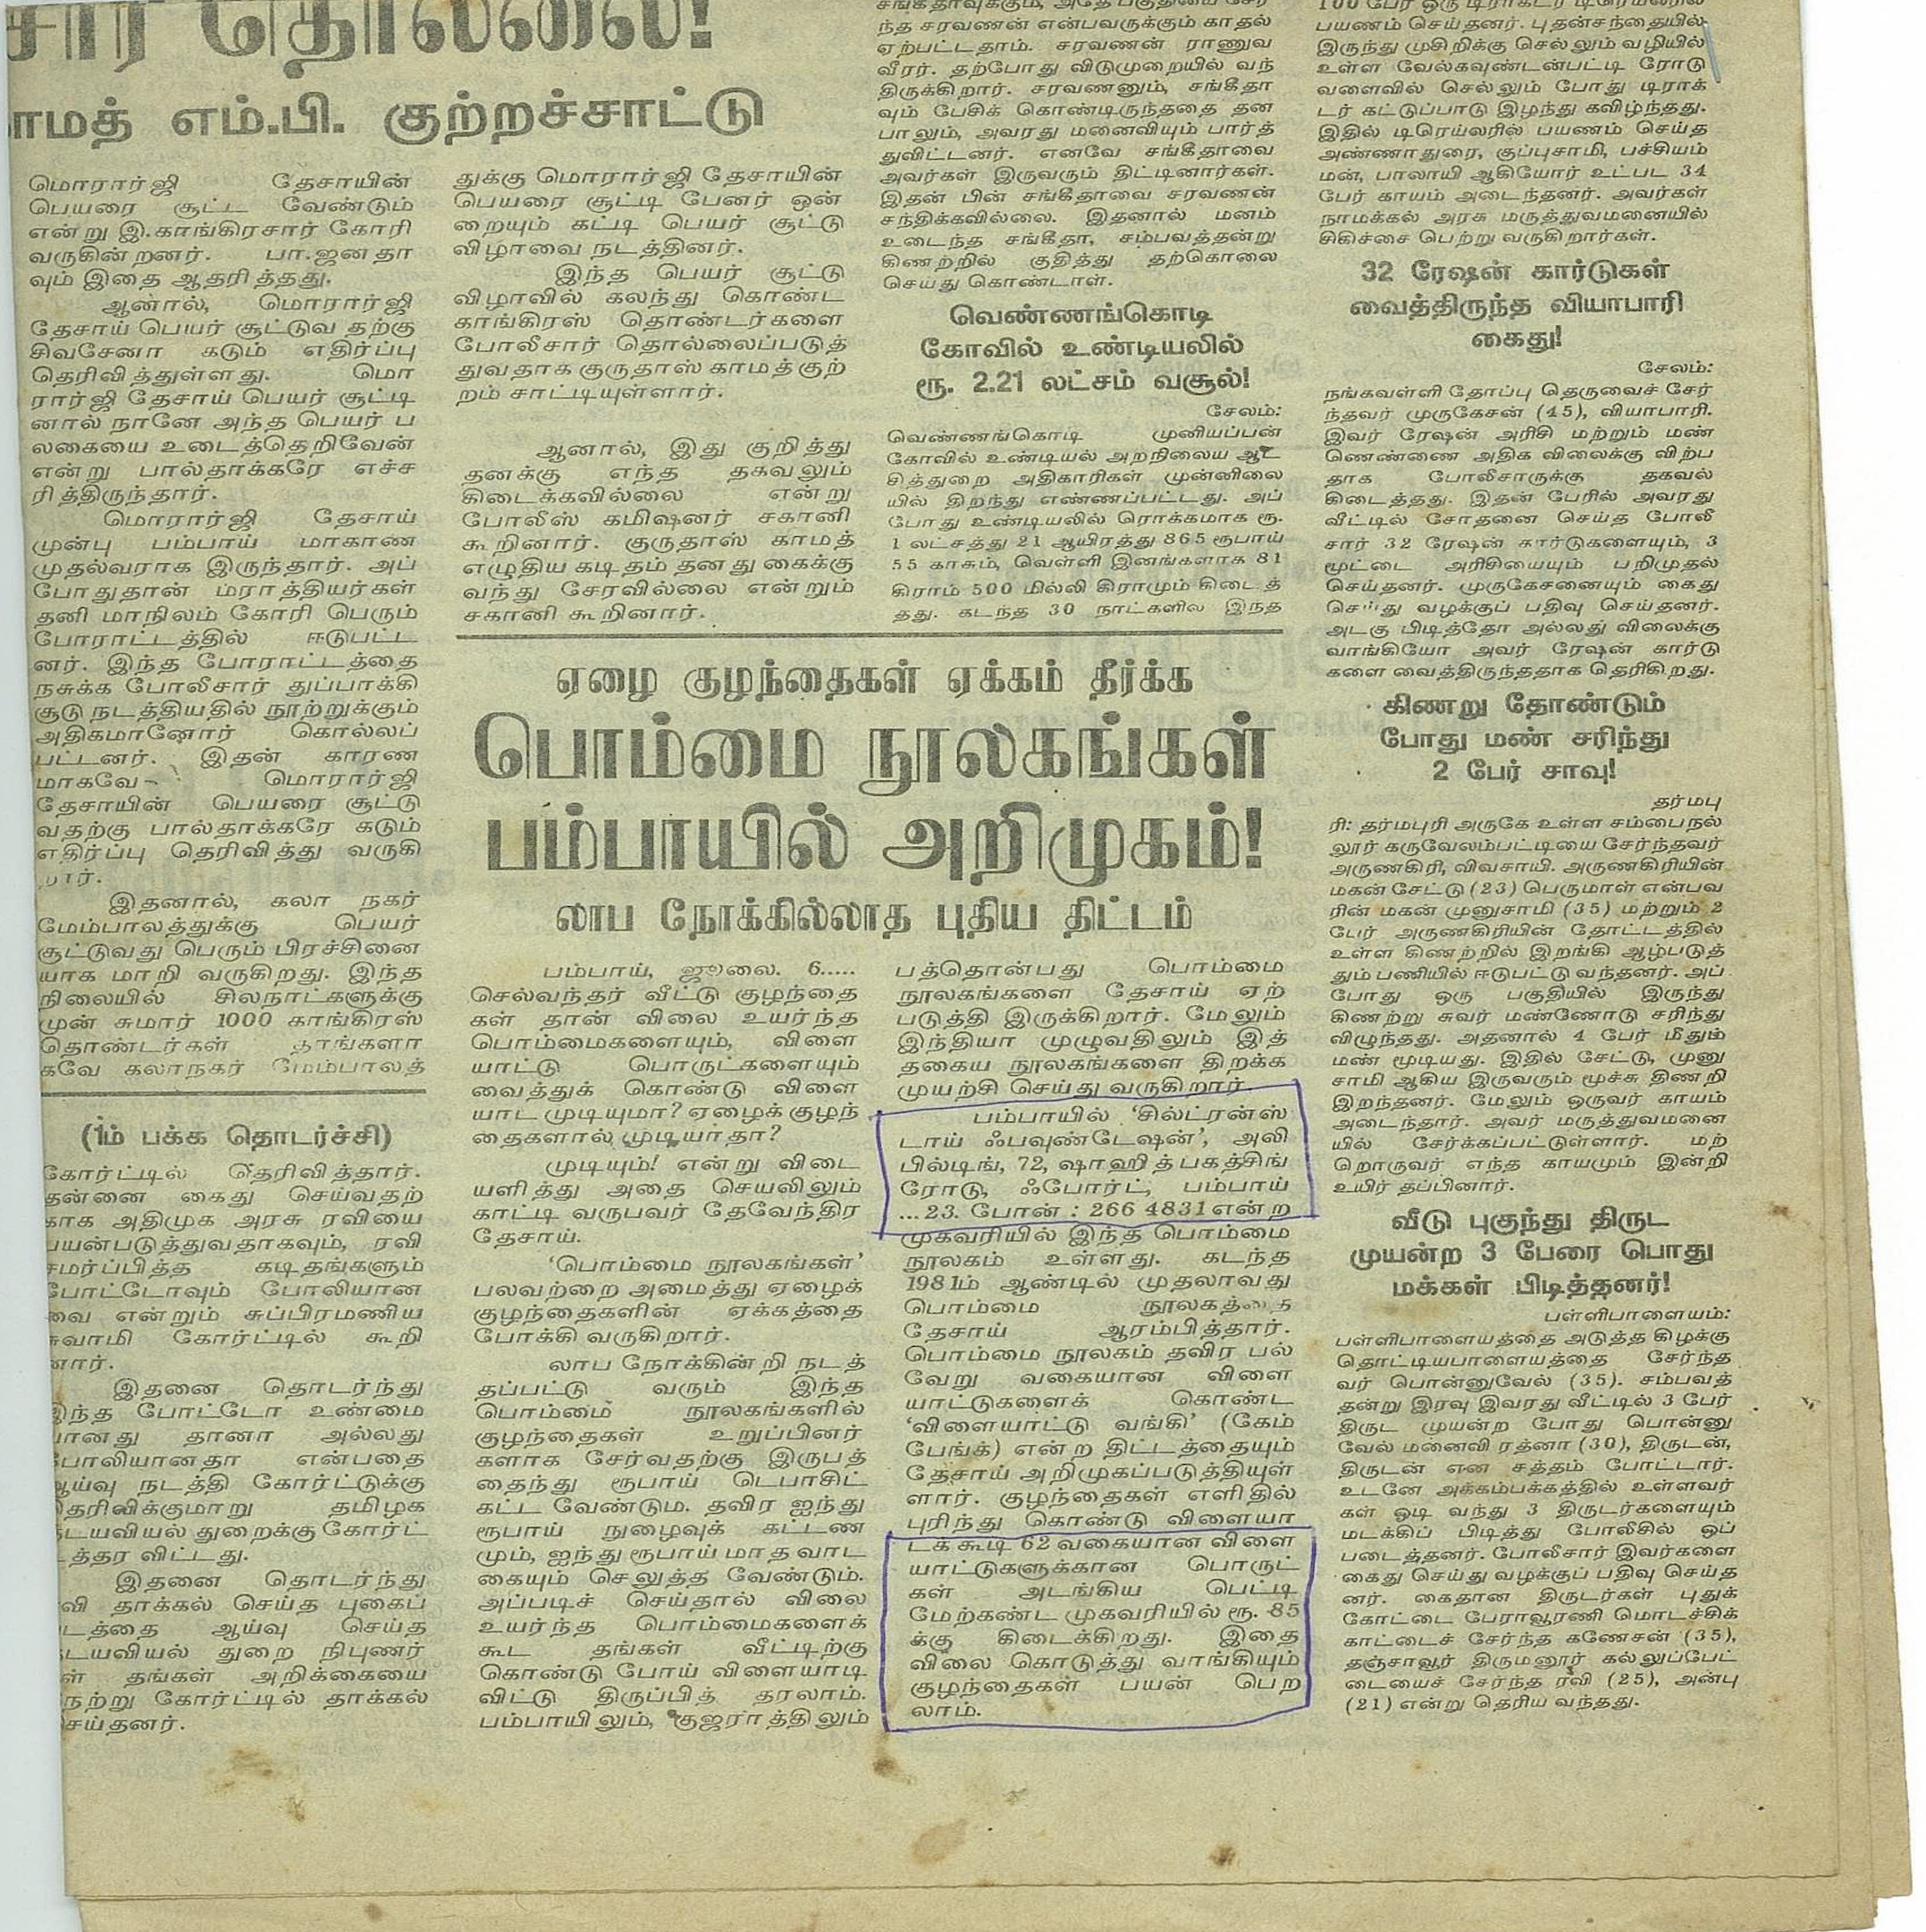 தொல்லை!
எம்.பி. குற்றச்சாட்டு
மொரார்ஜி தேசாயின்
பெயரை சூட்ட வேண்டும்
என்று இ.காங்கிரசார் கோரி
வருகின்றனர். பா.ஜனதா
வும் இதை ஆதரித்தது.
ஆனால், மொரார்ஜி
தேசாய் பெயர் சூட்டுவதற்கு
சிவசேனா கடும் எதிர்ப்பு
தெரிவித்துள்ளது. மொ
ரார்ஜி தேசாய் பெயர் சூட்டி
னால் நானே அந்த பெயர் ப
லகையை உடைத்தெறிவேன்
என்று பால்தாக்கரே எச்ச
ரித்திருந்தார்.
மொரார்ஜி தேசாய்
முன்பு பம்பாய் மாகாண
முதல்வராக இருந்தார். அப்
போதுதான் மராத்தியர்கள்
தனி மாநிலம் கோரி பெரும்
போராட்டத்தில் ஈடுபட்ட
னர். இந்த போராட்டத்தை
நசுக்க போலீசார் துப்பாக்கி
சூடு நடத்தியதில் நூற்றுக்கும்
அதிகமானோர் கொல்லப்
பட்டனர். இதன் காரண
மாகவே மொரார்ஜி
தேசாயின் பெயரை சூட்டு
வதற்கு பால்தாக்கரே கடும்
எதிர்ப்பு தெரிவித்து வருகி
றார்.
இதனால், கலா நகர்
மேம்பாலத்துக்கு பெயர்
சூட்டுவது பெரும் பிரச்சினை
யாக மாறி வருகிறது. இந்த
நிலையில் சிலநாட்களுக்கு
முன் சுமார் 1000 காங்கிரஸ்
தொண்டர்கள் தாங்களா
கவே கலாநகர் மேம்பாலத்
துக்கு மொரார்ஜி தேசாயின்
பெயரை சூட்டி பேனர் ஒன்
றையும் கட்டி பெயர் சூட்டு
விழாவை நடத்தினர்.
இந்த பெயர் சூட்டு
விழாவில் கலந்து கொண்ட
காங்கிரஸ் தொண்டர்களை
போலீசார் தொல்லைப்படுத்
துவதாக குருதாஸ் காமத் குற்
றம் சாட்டியுள்ளார்.
ஆனால், இது குறித்து
தனக்கு எந்த தகவலும்
கிடைக்கவில்லை என்று
போலீஸ் கமிஷனர் சகானி
கூறினார். குருதாஸ் காமத்
எழுதிய கடிதம் தனது கைக்கு
வந்து சேரவில்லை என்றும்
சகானி கூறினார்.
(1ம் பக்க தொடர்ச்சி)
கோர்ட்டில் தெரிவித்தார்.
தன்னை கைது செய்வதற்
காக அதிமுக அரசு ரவியை
பயன்படுத்துவதாகவும், ரவி
சமர்ப்பித்த கடிதங்களும்
போட்டோவும் போலியான
வை என்றும் சுப்பிரமணிய
சுவாமி கோர்ட்டில் கூறி
னார்.
இதனை தொடர்ந்து
இந்த போட்டோ உண்மை
யானது தானா அல்லது
போலியானதா என்பதை
ஆய்வு நடத்தி கோர்ட்டுக்கு
தெரிவிக்குமாறு தமிழக
தடயவியல் துறைக்கு கோர்ட்
உத்தர விட்டது.
இதனை தொடர்ந்து
ரவி தாக்கல் செய்த புகைப்
படத்தை ஆய்வு செய்த
தடயவியல் துறை நிபுணர்
கள் தங்கள் அறிக்கையை
நேற்று கோர்ட்டில் தாக்கல்
செய்தனர்.
ஏழை குழந்தைகள் ஏக்கம் தீர்க்க
பொம்மை நூலகங்கள்
பம்பாயில் அறிமுகம்!
லாப நோக்கில்லாத புதிய திட்டம்
பம்பாய், ஜூலை. 6.....
செல்வந்தர் வீட்டு குழந்தை
கள் தான் விலை உயர்ந்த
பொம்மைகளையும், விளை
யாட்டு பொருட்களையும்
வைத்துக் கொண்டு விளை
யாட முடியுமா? ஏழைக் குழந்
தைகளால் முடியாதா?
முடியும்! என்று விடை
யளித்து அதை செயலிலும்
காட்டி வருபவர் தேவேந்திர
தேசாய்.
‘பொம்மை நூலகங்கள்’
பலவற்றை அமைத்து ஏழைக்
குழந்தைகளின் ஏக்கத்தை
போக்கி வருகிறார்.
லாப நோக்கின்றி நடத்
தப்பட்டு வரும் இந்த
பொம்மை நூலகங்களில்
குழந்தைகள் உறுப்பினர்
களாக சேர்வதற்கு இருபத்
தைந்து ரூபாய் டெபாசிட்
கட்ட வேண்டும. தவிர ஐந்து
ரூபாய் நுழைவுக் கட்டண
மும், ஐந்து ரூபாய் மாத வாட
கையும் செலுத்த வேண்டும்.
அப்படிச் செய்தால் விலை
உயர்ந்த பொம்மைகளைக்
கூட தங்கள் வீட்டிற்கு
கொண்டு போய் விளையாடி
விட்டு திருப்பித் தரலாம்.
பம்பாயிலும், குஜராத்திலும்
பத்தொன்பது பொம்மை
நூலகங்களை தேசாய் ஏற்
படுத்தி இருக்கிறார். மேலும்
இந்தியா முழுவதிலும் இத்
தகைய நூலகங்களை திறக்க
முயற்சி செய்து வருகிறார்.
பம்பாயில் ‘சில்ட்ரன்ஸ்
டாய் ஃபவுண்டேஷன்’, அலி
பில்டிங், 72, ஷாஹித் பகத்சிங்
ரோடு, ஃபோர்ட், பம்பாய்
...23. போன் : 266 4831 என்ற
முகவரியில் இந்த பொம்மை
நூலகம் உள்ளது. கடந்த
1981ம் ஆண்டில் முதலாவது
பொம்மை நூலகத்தை
தேசாய் ஆரம்பித்தார்.
பொம்மை நூலகம் தவிர பல்
வேறு வகையான விளை
யாட்டுகளைக் கொண்ட
‘விளையாட்டு வங்கி’ (கேம்
பேங்க்) என்ற திட்டத்தையும்
தேசாய் அறிமுகப்படுத்தியுள்
ளார். குழந்தைகள் எளிதில்
புரிந்து கொண்டு விளையா
டக்கூடி 62 வகையான விளை
யாட்டுகளுக்கான பொருட்
கள் அடங்கிய பெட்டி
மேற்கண்ட முகவரியில் ரூ. 85
க்கு கிடைக்கிறது. இதை
விலை கொடுத்து வாங்கியும்
குழந்தைகள் பயன் பெற
லாம்.
ந்த சரவணன் என்பவருக்கும் காதல்
ஏற்பட்டதாம். சரவணன் ராணுவ
வீரர். தற்போது விடுமுறையில் வந்
திருக்கிறார். சரவணனும், சங்கீதா
வும் பேசிக் கொண்டிருந்ததை தன
பாலும், அவரது மனைவியும் பார்த்
துவிட்டனர். எனவே சங்கீதாவை
அவர்கள் இருவரும் திட்டினார்கள்.
இதன் பின் சங்கீதாவை சரவணன்
சந்திக்கவில்லை. இதனால் மனம்
உடைந்த சங்கீதா, சம்பவத்தன்று
கிணற்றில் குதித்து தற்கொலை
செய்து கொண்டாள்.
வெண்ணங்கொடி
கோவில் உண்டியலில்
ரூ. 2.21 லட்சம் வசூல்!
சேலம்:
வெண்ணங்கொடி முனியப்பன்
கோவில் உண்டியல் அறநிலைய ஆட்
சித்துறை அதிகாரிகள் முன்னிலை
யில் திறந்து எண்ணப்பட்டது. அப்
போது உண்டியலில் ரொக்கமாக ரூ.
1 லட்சத்து 21 ஆயிரத்து 865 ரூபாய்
55 காசும், வெள்ளி இனங்களாக 81
கிராம் 500 மில்லி கிராமும் கிடைத்
தது. கடந்த 30 நாட்களில இந்த
100 பேர் ஒரு டிராக்டர் டிரெய்லரில்
பயணம் செய்தனர். புதன்சந்தையில்
இருந்து முசிறிக்கு செல்லும் வழியில்
உள்ள வேல்கவுண்டன்பட்டி ரோடு
வளைவில் செல்லும் போது டிராக்
டர் கட்டுப்பாடு இழந்து கவிழ்ந்தது.
இதில் டிரெய்லரில் பயணம் செய்த
அண்ணாதுரை, குப்புசாமி, பச்சியம்
மன், பாலாயி ஆகியோர் உட்பட 34
பேர் காயம் அடைந்தனர். அவர்கள்
நாமக்கல் அரசு மருத்துவமனையில்
சிகிச்சை பெற்று வருகிறார்கள்.
32 ரேஷன் கார்டுகள்
வைத்திருந்த வியாபாரி
கைது!
சேலம்:
நங்கவள்ளி தோப்பு தெருவைச் சேர்
ந்தவர் முருகேசன் (45), வியாபாரி.
இவர் ரேஷன் அரிசி மற்றும் மண்
ணெண்ணை அதிக விலைக்கு விற்ப
தாக போலீசாருக்கு தகவல்
கிடைத்தது. இதன் பேரில் அவரது
வீட்டில் சோதனை செய்த போலீ
சார் 32 ரேஷன் கார்டுகளையும், 3
மூட்டை அரிசியையும் பறிமுதல்
செய்தனர். முருகேசனையும் கைது
செய்து வழக்குப் பதிவு செய்தனர்.
அடகு பிடித்தோ அல்லது விலைக்கு
வாங்கியோ அவர் ரேஷன் கார்டு
களை வைத்திருந்ததாக தெரிகிறது.
கிணறு தோண்டும்
போது மண் சரிந்து
2 பேர் சாவு!
தர்மபு
ரி: தர்மபுரி அருகே உள்ள சம்பைநல்
லூர் கருவேலம்பட்டியை சேர்ந்தவர்
அருணகிரி, விவசாயி. அருணகிரியின்
மகன் சேட்டு (23) பெருமாள் என்பவ
ரின் மகன் முனுசாமி (35) மற்றும் 2
பேர் அருணகிரியின் தோட்டத்தில்
உள்ள கிணற்றில் இறங்கி ஆழ்படுத்
தும் பணியில் ஈடுபட்டு வந்தனர். அப்
போது ஒரு பகுதியில் இருந்து
கிணற்று சுவர் மண்ணோடு சரிந்து
விழுந்தது. அதனால் 4 பேர் மீதும்
மண் மூடியது. இதில் சேட்டு, முனு
சாமி ஆகிய இருவரும் மூச்சு திணறி
இறந்தனர். மேலும் ஒருவர் காயம்
அடைந்தார். அவர் மருத்துவமனை
யில் சேர்க்கப்பட்டுள்ளார். மற்
றொருவர் எந்த காயமும் இன்றி
உயிர் தப்பினார்.
வீடு புகுந்து திருட
முயன்ற 3 பேரை பொது
மக்கள் பிடித்தனர்!
பள்ளிபாளையம்:
பள்ளிபாளையத்தை அடுத்த கிழக்கு
தொட்டியபாளையத்தை சேர்ந்த
வர் பொன்னுவேல் (35). சம்பவத்
தன்று இரவு இவரது வீட்டில் 3 பேர்
திருட முயன்ற போது பொன்னு
வேல் மனைவி ரத்னா (30), திருடன்,
திருடன் என சத்தம் போட்டார்.
உடனே அக்கம்பக்கத்தில் உள்ளவர்
கள் ஓடி வந்து 3 திருடர்களையும்
மடக்கிப் பிடித்து போலீசில் ஒப்
படைத்தனர். போலீசார் இவர்களை
கைது செய்து வழக்குப் பதிவு செய்த
னர். கைதான திருடர்கள் புதுக்
கோட்டை பேராவூரணி மொடச்சிக்
காட்டைச் சேர்ந்த கணேசன் (35),
தஞ்சாவூர் திருமனூர் கல்லுப்பேட்
டையைச் சேர்ந்த ரவி (25), அன்பு
(21) என்று தெரிய வந்தது.